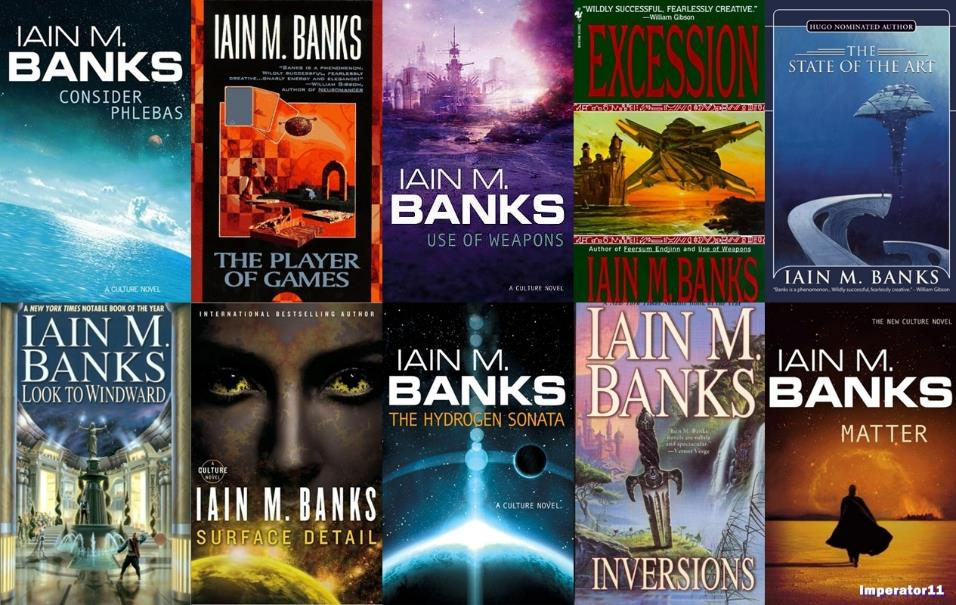 IAIN M.
BANKS
CONSIDER
PHLEBAS
A CULTURE NOVEL
IAIN M. BANKS
"BANKS IS A PHENOMENON.
WILDLY SUCCESSFUL, FEARLESSLY
CREATIVE...GNARLY ENERGY AND ELEGANCE!"
—WILLIAM GIBSON,
AUTHOR OF NEUROMANCER
THE PLAYER
OF GAMES
IAIN M.
BANKS
USE OF WEAPONS
A CULTURE NOVEL
"WILDLY SUCCESSFUL, FEARLESSLY CREATIVE."
—William Gibson
EXCESSION
Author of Feersum Endjinn and Use of Weapons
IAIN M. BANKS
HUGO NOMINATED AUTHOR
THE
STATE OF THE ART
IAIN M. BANKS
"Banks is a phenomenon... Wildly successful, fearlessly creative." - William Gibson
A NEW YORK TIMES NOTABLE BOOK OF THE YEAR
IAIN M.
BANKS
LOOK TO WINDWARD
INTERNATIONAL BESTSELLING AUTHOR
A
CULTURE
NOVEL
IAIN M. BANKS
SURFACE DETAIL
IAIN M.
BANKS
THE HYDROGEN SONATA
A CULTURE NOVEL
IAIN M.
BANKS
"Iain M. Banks'
novels are subtle
and spectacular."
—Vernor Vinge
INVERSIONS
THE NEW CULTURE NOVEL
IAIN M.
BANKS
MATTER
Imperator11